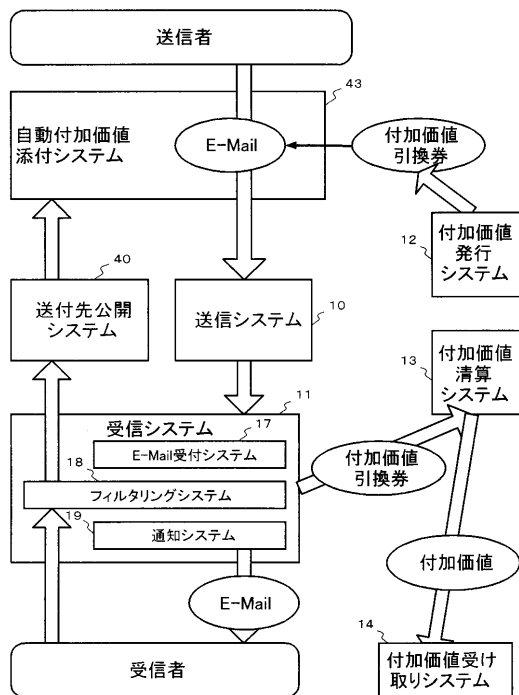 送信者
43
自動付加価値
添付システム
E-Mail
付加価値
引換券
12
付加価値
発行
システム
40
送付先公開
システム
10
送信システム
13
付加価値
清算
システム
11
受信システム
17
E-Mail受付システム
18
フィルタリングシステム
19
通知システム
付加価値
引換券
付加価値
E-Mail
14
付加価値受け
取りシステム
受信者